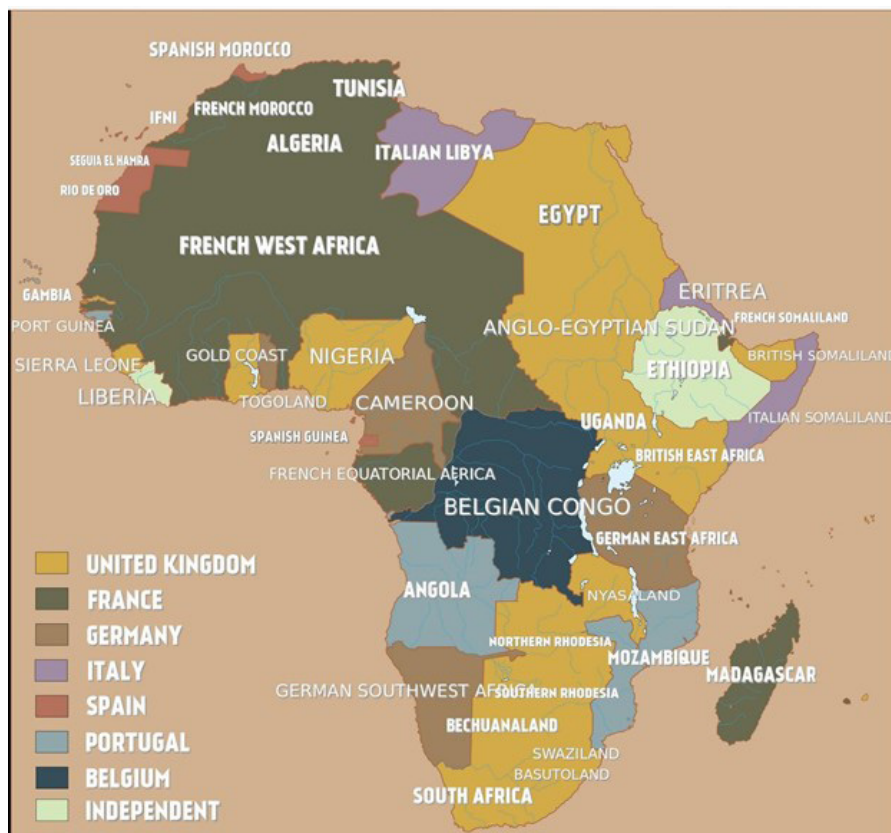 SPANISH MOROCCO
TUNISIA
FRENCH MOROCCO
IFNI
ALGERIA
ITALIAN LIBYA
SEGUIA EL HAMRA
RIO DE ORO
EGYPT
FRENCH WEST AFRICA
GAMBIA
ERITREA
PORT GUINEA
ANGLO-EGYPTIAN SUDAN
FRENCH SOMALILAND
SIERRA LEONE
GOLD COAST
NIGERIA
BRITISH SOMALILAND
ETHIOPIA
LIBERIA
TOGOLAND
CAMEROON
UGANDA
ITALIAN SOMALILAND
SPANISH GUINEA
BRITISH EAST AFRICA
FRENCH EQUATORIAL AFRICA
BELGIAN CONGO
GERMAN EAST AFRICA
ANGOLA
NYASALAND
NORTHERN RHODESIA
MOZAMBIQUE
MADAGASCAR
GERMAN SOUTHWEST AFRICA
SOUTHERN RHODESIA
BECHUANALAND
SWAZILAND
BASUTOLAND
SOUTH AFRICA
UNITED KINGDOM
FRANCE
GERMANY
ITALY
SPAIN
PORTUGAL
BELGIUM
INDEPENDENT